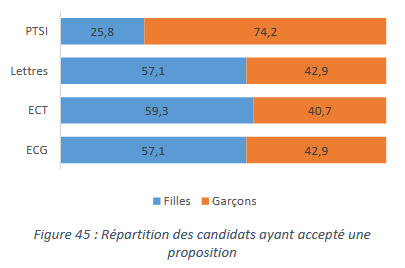 PTSI 25,8 74,2
Lettres 57,1 42,9
ECT 59,3 40,7
ECG 57,1 42,9
Filles Garçons
Figure 45 : Répartition des candidats ayant accepté une
proposition